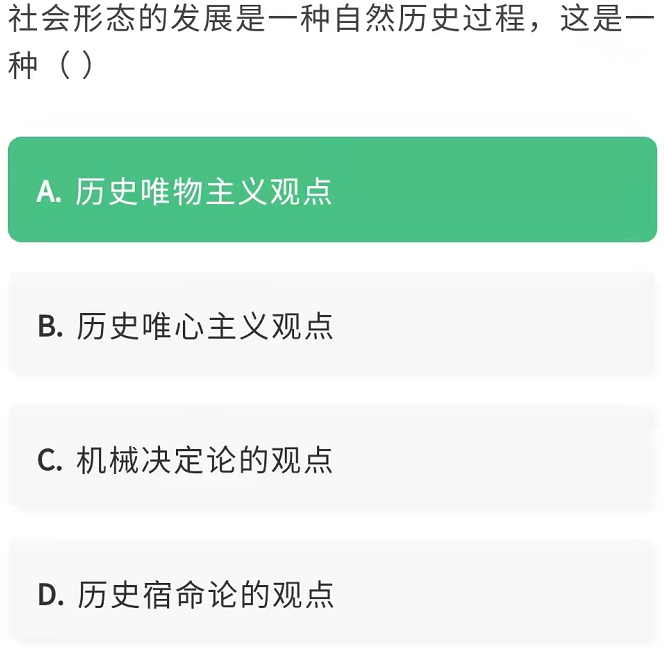 社会形态的发展是一种自然历史过程，这是一
种（ ）
A. 历史唯物主义观点
B. 历史唯心主义观点
C. 机械决定论的观点
D. 历史宿命论的观点